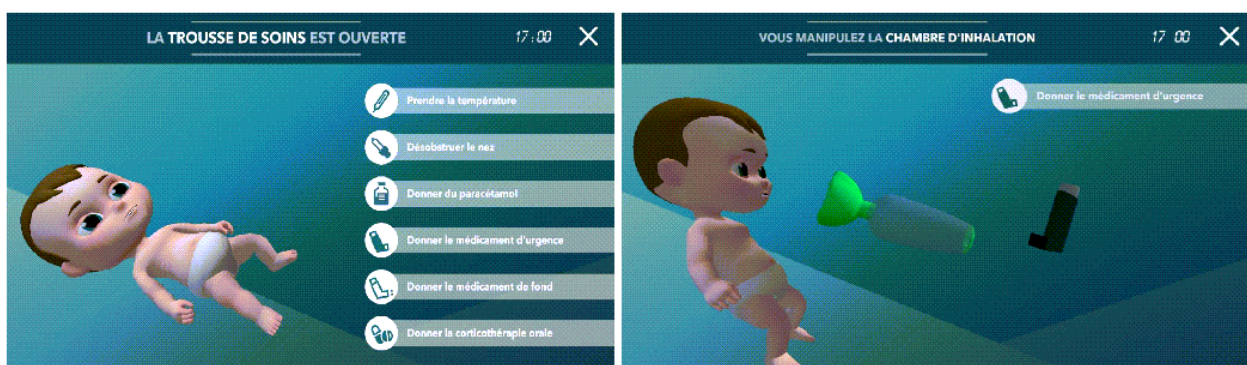 LA TROUSSE DE SOINS EST OUVERTE
17:00
Prendre la température
Désobstruer le nez
Donner du paracétamol
Donner le médicament d'urgence
Donner le médicament de fond
Donner la corticothérapie orale
VOUS MANIPULEZ LA CHAMBRE D'INHALATION
17 00
Donner le médicament d'urgence